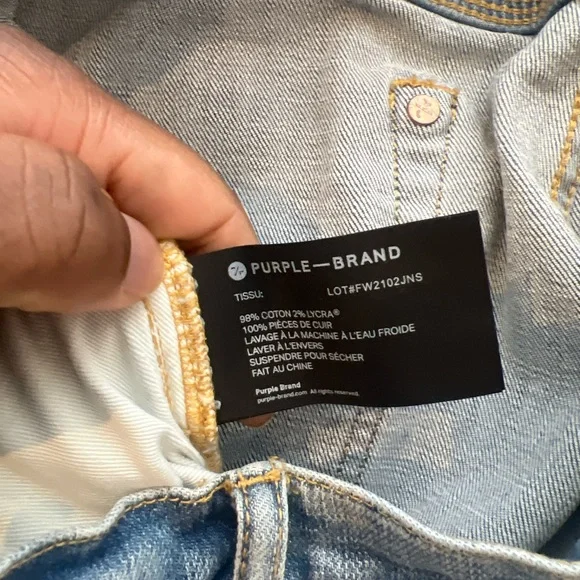 PURPLE—BRAND
TISSU: LOT#FW2102JNS
98% COTON 2% LYCRA®
100% PIÈCES DE CUIR
LAVAGE À LA MACHINE À L'EAU FROIDE
LAVER À L'ENVERS
SUSPENDRE POUR SÉCHER
FAIT AU CHINE
Purple Brand
purple-brand.com All rights reserved.